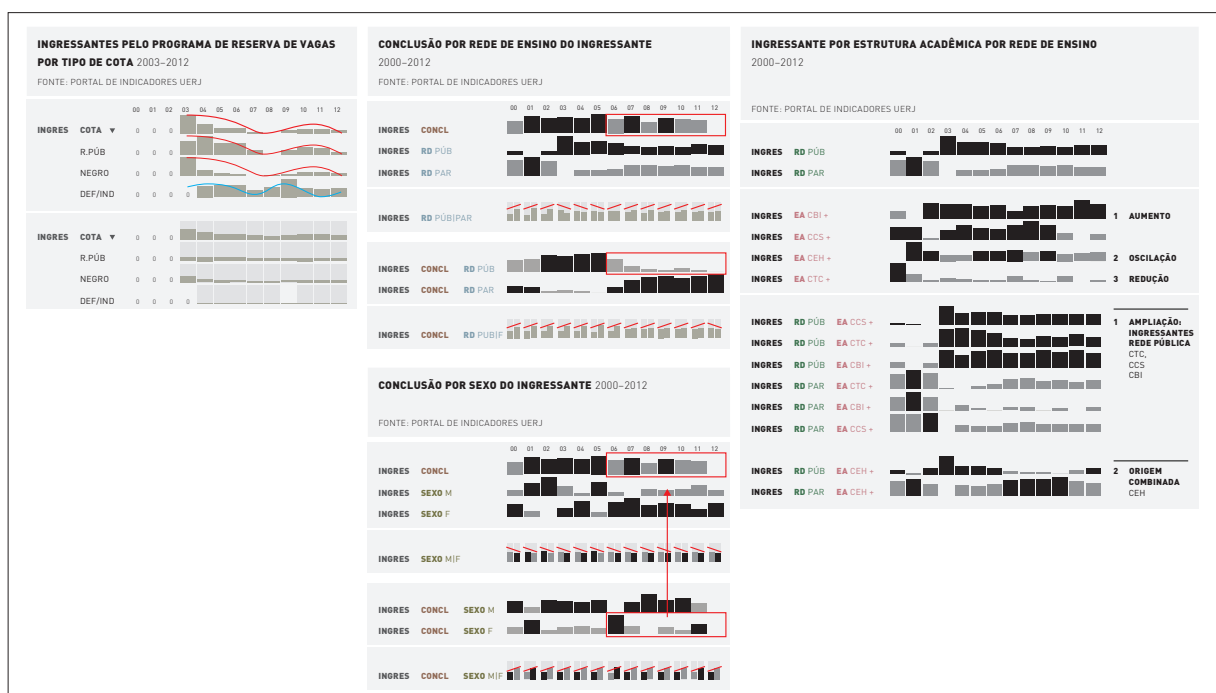 INGRESSANTES PELO PROGRAMA DE RESERVA DE VAGAS
POR TIPO DE COTA 2003–2012
FONTE: PORTAL DE INDICADORES UERJ
00 01 02 03 04 05 06 07 08 09 10 11 12
INGRES COTA ▼ 0 0 0
R.PÚB 0 0 0
NEGRO 0 0 0
DEF/IND 0 0 0 0
INGRES COTA ▼ 0 0 0
R.PÚB 0 0 0
NEGRO 0 0 0
DEF/IND 0 0 0 0
CONCLUSÃO POR REDE DE ENSINO DO INGRESSANTE
2000–2012
FONTE: PORTAL DE INDICADORES UERJ
00 01 02 03 04 05 06 07 08 09 10 11 12
INGRES CONCL
INGRES RD PÚB
INGRES RD PAR
INGRES RD PÚB|PAR
INGRES CONCL RD PÚB
INGRES CONCL RD PAR
INGRES CONCL RD PUB|F
CONCLUSÃO POR SEXO DO INGRESSANTE 2000–2012
FONTE: PORTAL DE INDICADORES UERJ
00 01 02 03 04 05 06 07 08 09 10 11 12
INGRES CONCL
INGRES SEXO M
INGRES SEXO F
INGRES SEXO M|F
INGRES CONCL SEXO M
INGRES CONCL SEXO F
INGRES CONCL SEXO M|F
INGRESSANTE POR ESTRUTURA ACADÊMICA POR REDE DE ENSINO
2000–2012
FONTE: PORTAL DE INDICADORES UERJ
00 01 02 03 04 05 06 07 08 09 10 11 12
INGRES RD PÚB
INGRES RD PAR
INGRES EA CBI + 1 AUMENTO
INGRES EA CCS +
INGRES EA CEH + 2 OSCILAÇÃO
INGRES EA CTC + 3 REDUÇÃO
INGRES RD PÚB EA CCS +
INGRES RD PÚB EA CTC +
INGRES RD PÚB EA CBI +
INGRES RD PAR EA CTC +
INGRES RD PAR EA CBI +
INGRES RD PAR EA CCS +
1 AMPLIAÇÃO:
INGRESSANTES
REDE PÚBLICA
CTC,
CCS
CBI
INGRES RD PÚB EA CEH +
INGRES RD PAR EA CEH +
2 ORIGEM
COMBINADA
CEH